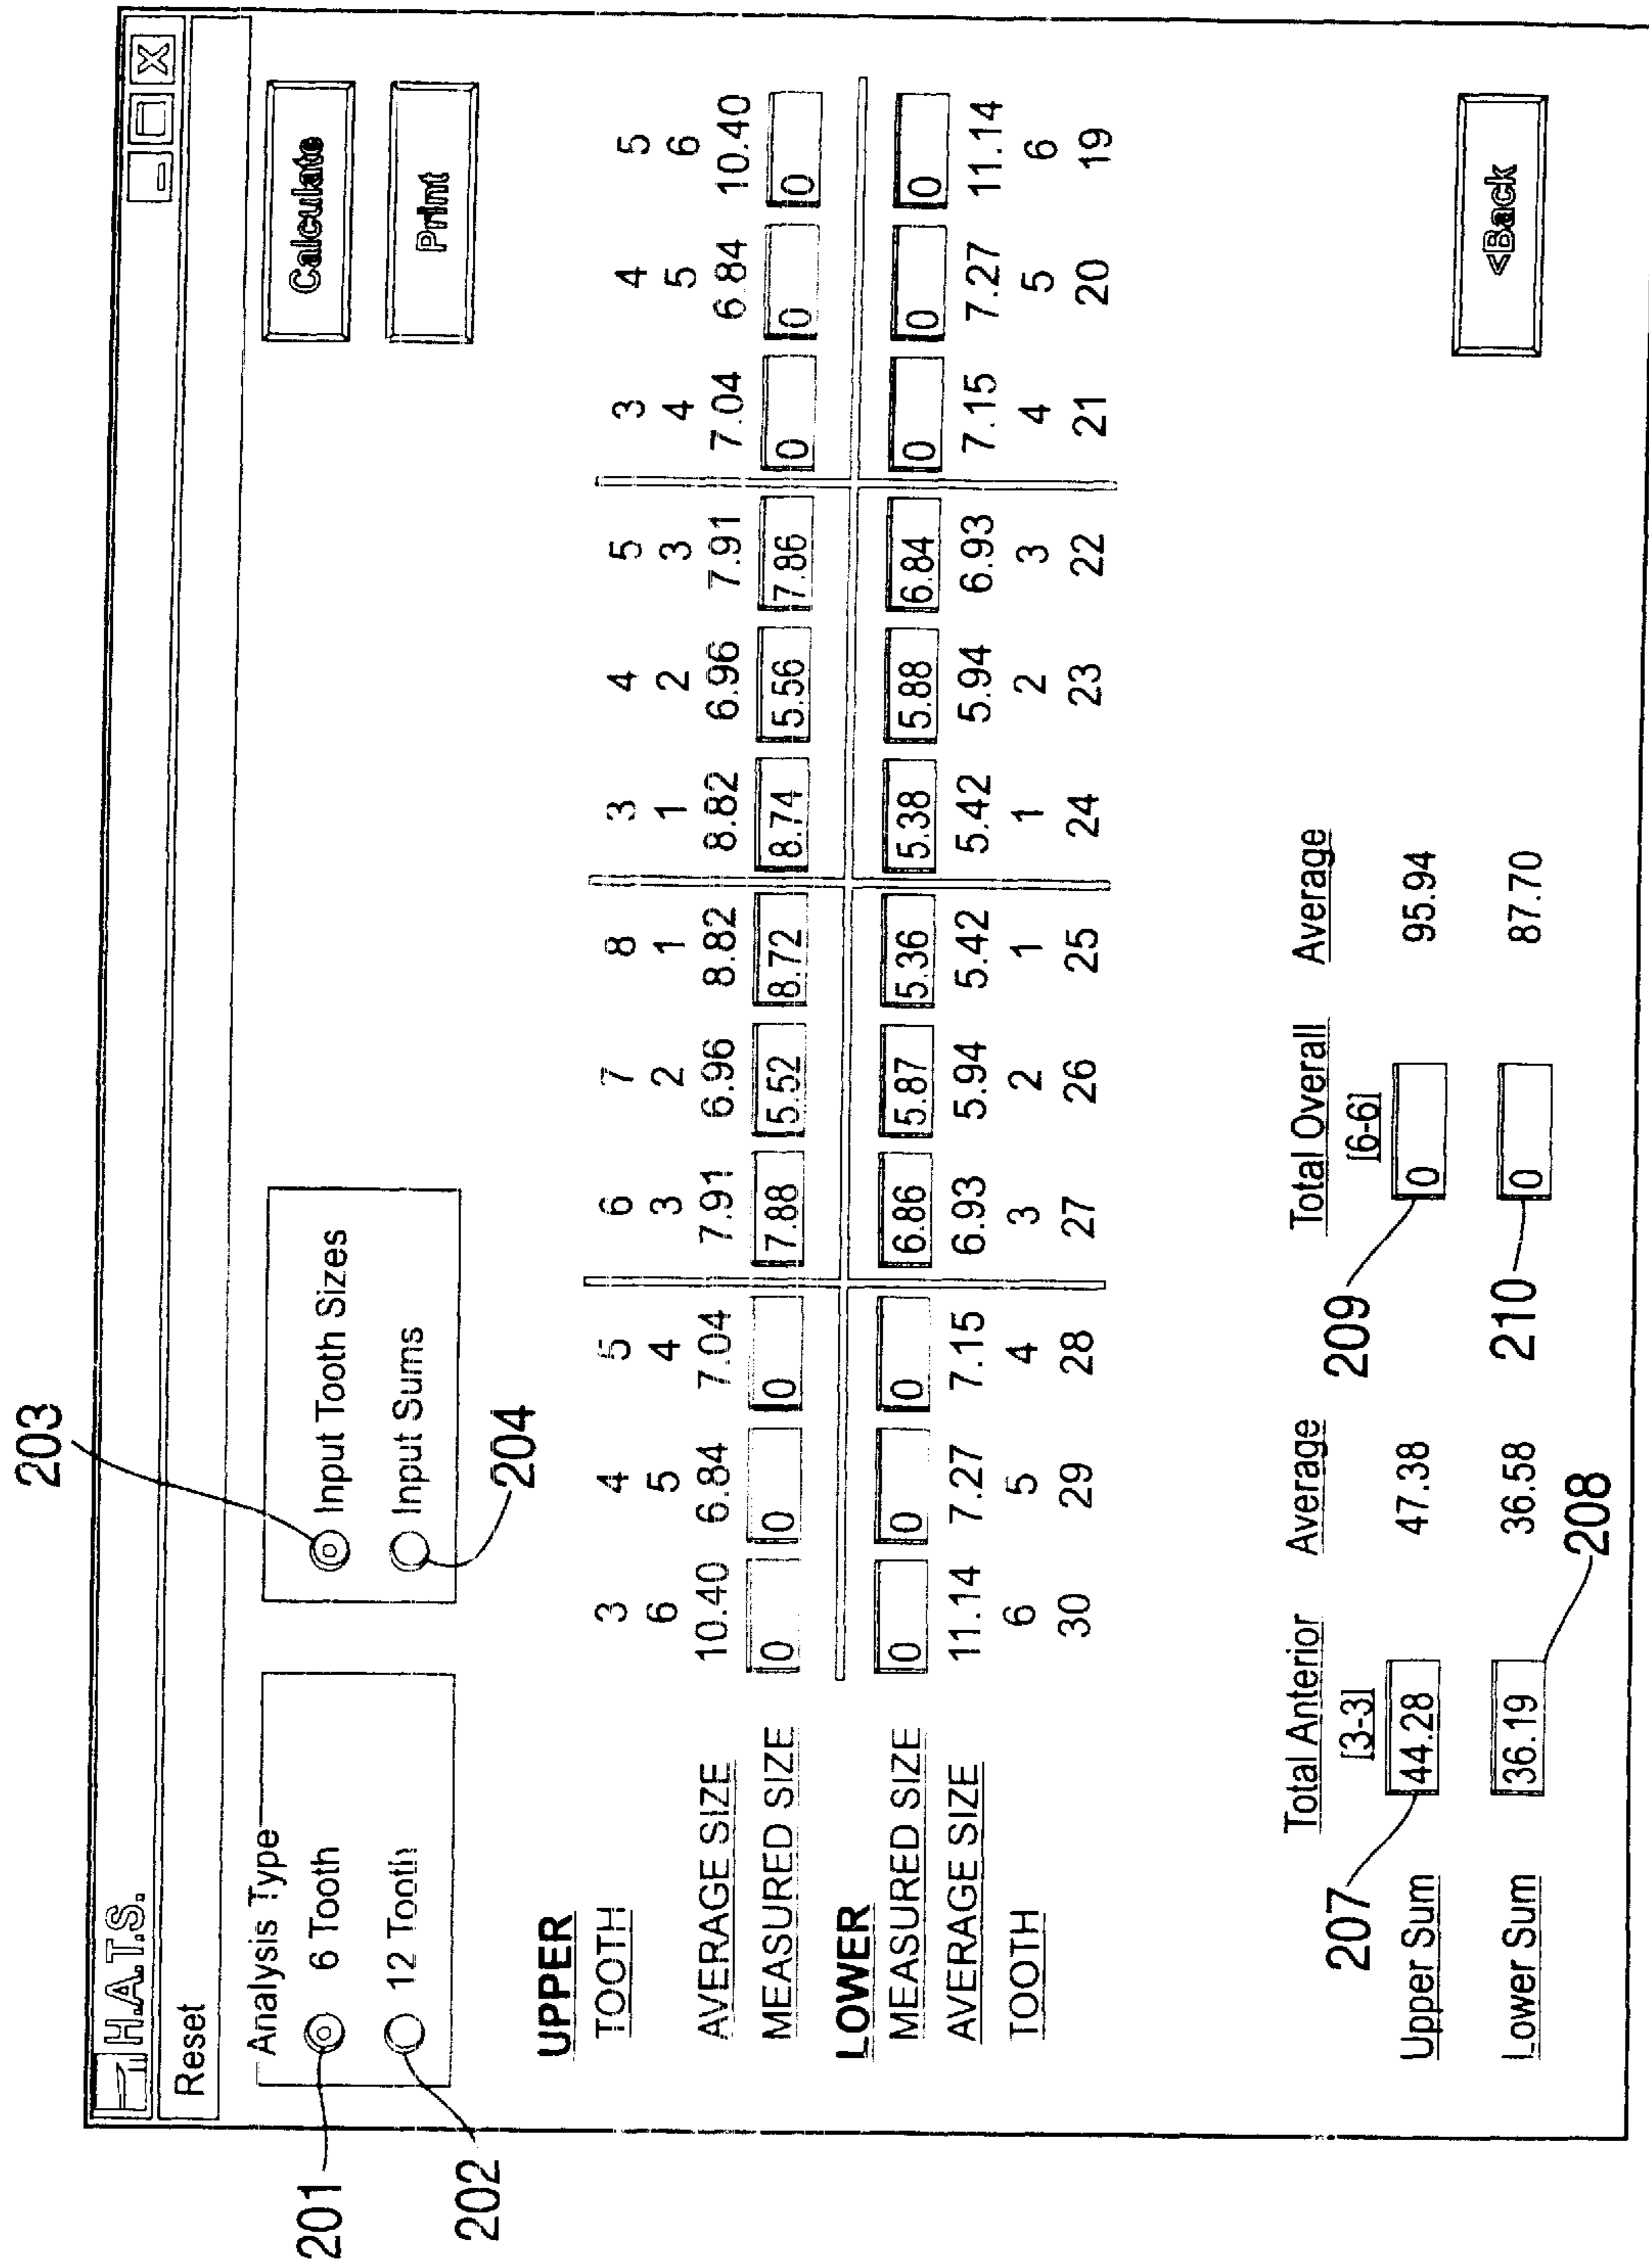 203
H.A.T.S.
Reset
Analysis Type
201
6 Tooth
202
12 Tooth
Input Tooth Sizes
Input Sums
204
Calculate
Print
UPPER
TOOTH 3 4 5 6 7 8 3 4 5 3 4 5
6 5 4 3 2 1 1 2 3 4 5 6
AVERAGE SIZE 10.40 6.84 7.04 7.91 6.96 8.82 8.82 6.96 7.91 7.04 6.84 10.40
MEASURED SIZE 0 0 0 7.88 5.52 8.72 8.74 5.56 7.86 0 0 0
LOWER
MEASURED SIZE 0 0 0 6.86 5.87 5.36 5.38 5.88 6.84 0 0 0
AVERAGE SIZE 11.14 7.27 7.15 6.93 5.94 5.42 5.42 5.94 6.93 7.15 7.27 11.14
TOOTH 6 5 4 3 2 1 1 2 3 4 5 6
30 29 28 27 26 25 24 23 22 21 20 19
Total Anterior Average Total Overall Average
[3-3] [6-6]
207 209
Upper Sum 44.28 47.38 0 95.94
Lower Sum 36.19 36.58 0 87.70
208 210
<Back